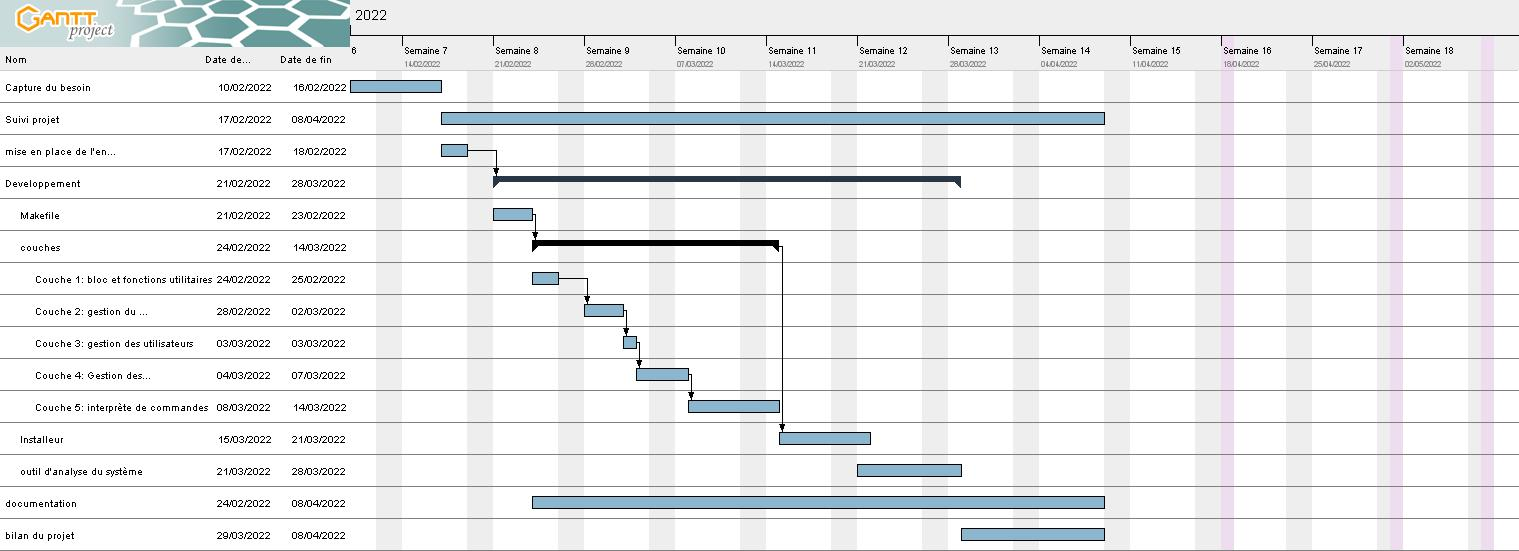 GANTT
project
2022
6 Semaine 7 Semaine 8 Semaine 9 Semaine 10 Semaine 11 Semaine 12 Semaine 13 Semaine 14 Semaine 15 Semaine 16 Semaine 17 Semaine 18
Nom Date de... Date de fin 14/02/2022 21/02/2022 28/02/2022 07/03/2022 14/03/2022 21/03/2022 28/03/2022 04/04/2022 11/04/2022 18/04/2022 25/04/2022 02/05/2022
Capture du besoin 10/02/2022 16/02/2022
Suivi projet 17/02/2022 08/04/2022
mise en place de l'en... 17/02/2022 18/02/2022
Developpement 21/02/2022 28/03/2022
Makefile 21/02/2022 23/02/2022
couches 24/02/2022 14/03/2022
Couche 1: bloc et fonctions utilitaires 24/02/2022 25/02/2022
Couche 2: gestion du ... 28/02/2022 02/03/2022
Couche 3: gestion des utilisateurs 03/03/2022 03/03/2022
Couche 4: Gestion des... 04/03/2022 07/03/2022
Couche 5: interprète de commandes 08/03/2022 14/03/2022
Installeur 15/03/2022 21/03/2022
outil d'analyse du système 21/03/2022 28/03/2022
documentation 24/02/2022 08/04/2022
bilan du projet 29/03/2022 08/04/2022